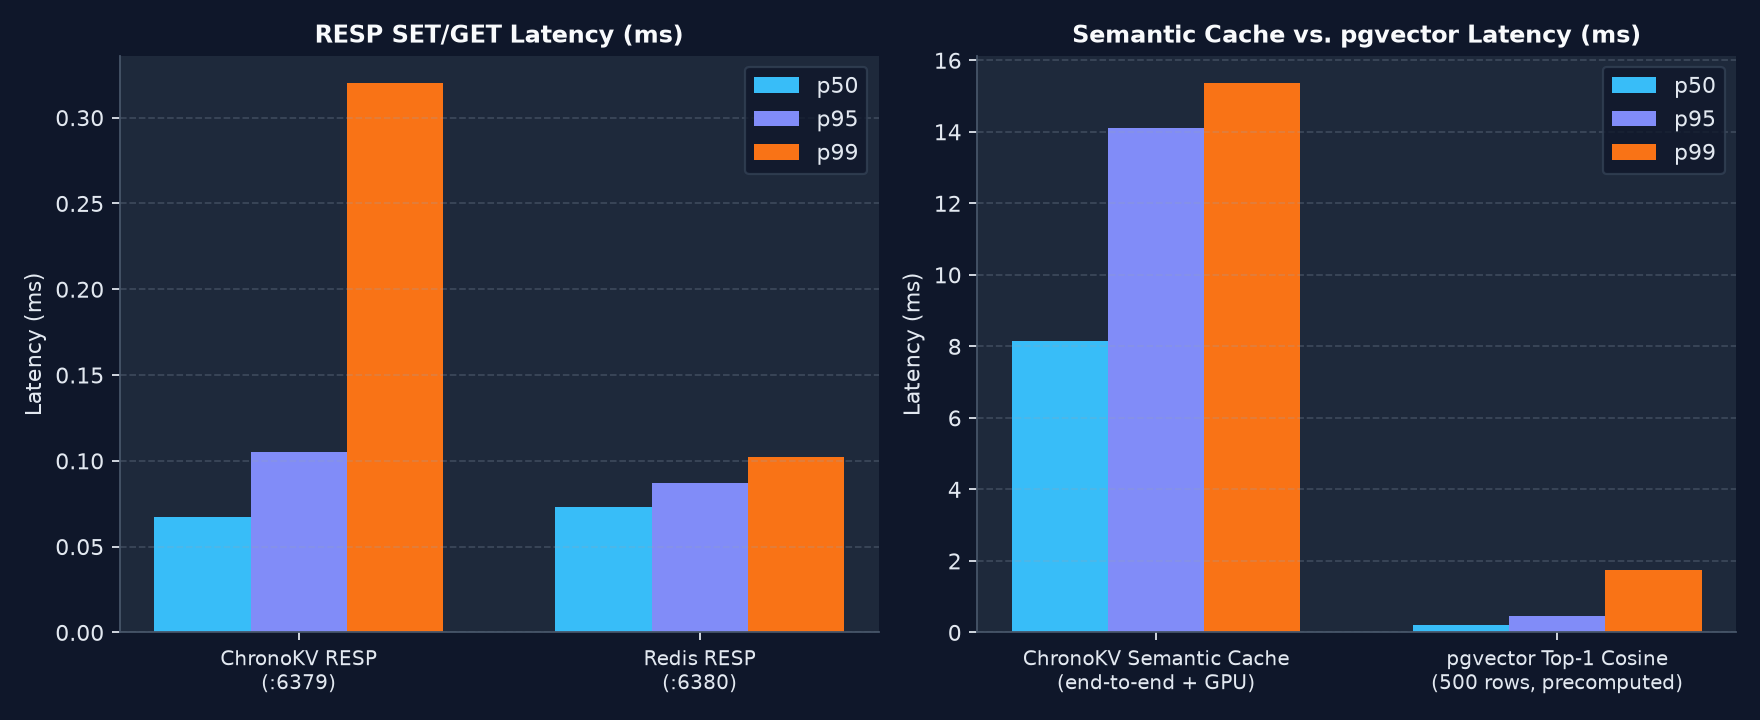 RESP SET/GET Latency (ms)
Latency (ms)
0.30
0.25
0.20
0.15
0.10
0.05
0.00
p50
p95
p99
ChronoKV RESP
(:6379)
Redis RESP
(:6380)
Semantic Cache vs. pgvector Latency (ms)
Latency (ms)
16
14
12
10
8
6
4
2
0
p50
p95
p99
ChronoKV Semantic Cache
(end-to-end + GPU)
pgvector Top-1 Cosine
(500 rows, precomputed)